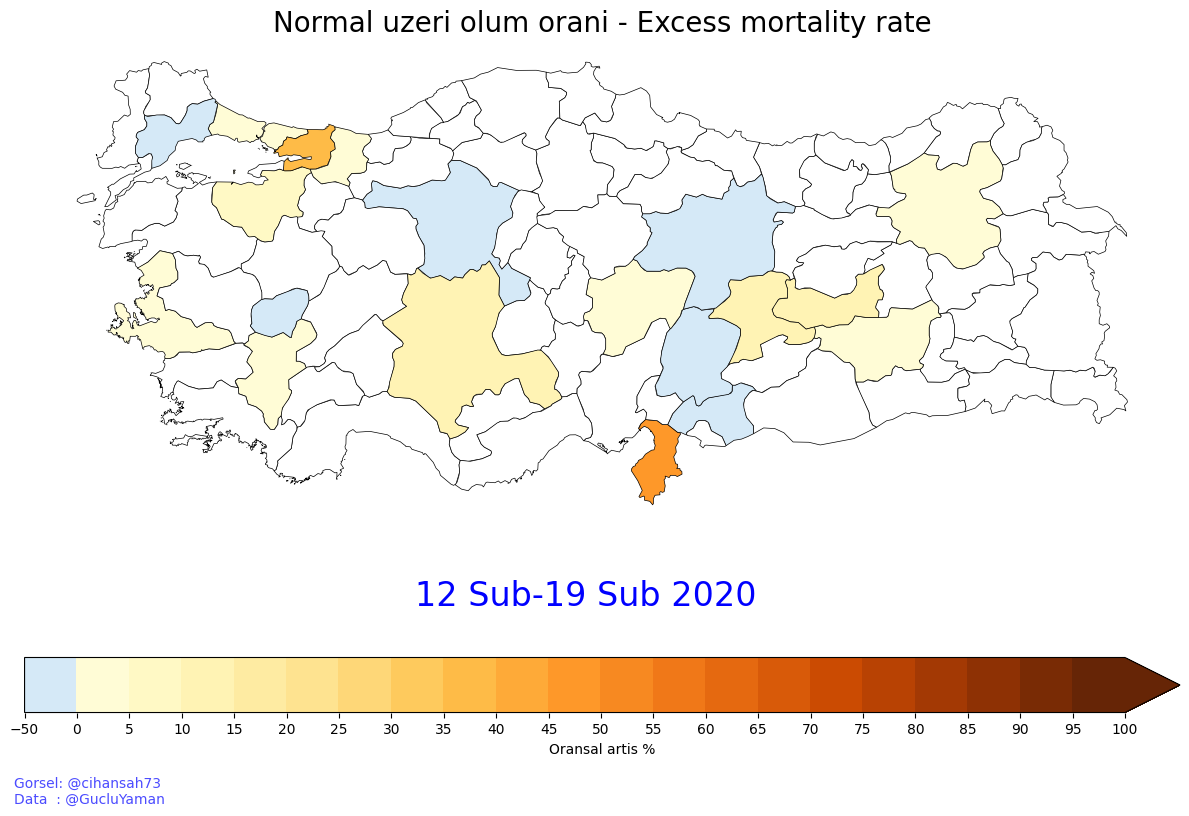 Normal uzeri olum orani - Excess mortality rate
12 Sub-19 Sub 2020
−50 0 5 10 15 20 25 30 35 40 45 50 55 60 65 70 75 80 85 90 95 100
Oransal artis %
Gorsel: @cihansah73
Data : @GucluYaman